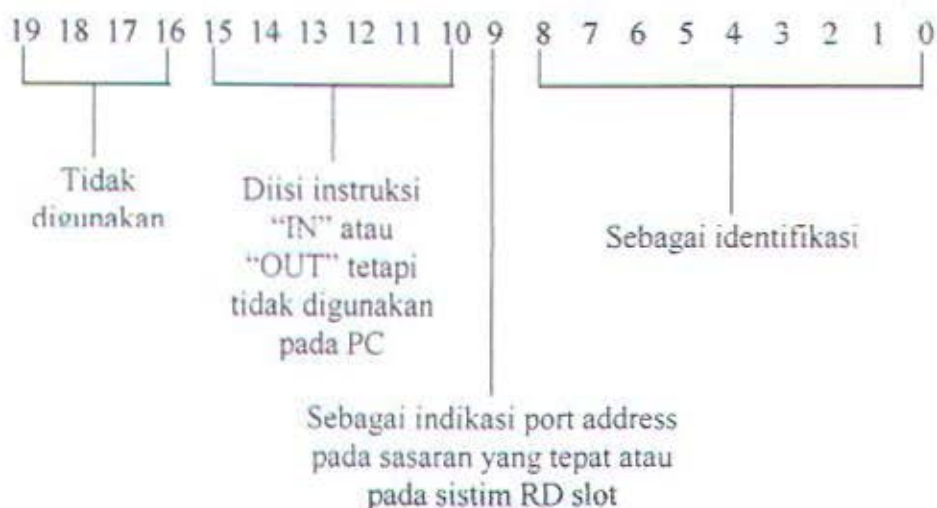 19 18 17 16 15 14 13 12 11 10 9 8 7 6 5 4 3 2 1 0
Tidak
digunakan
Diisi instruksi
“IN” atau
“OUT” tetapi
tidak digunakan
pada PC
Sebagai identifikasi
Sebagai indikasi port address
pada sasaran yang tepat atau
pada sistim RD slot